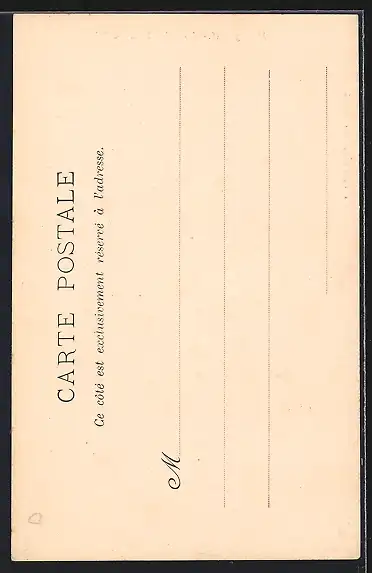 CARTE POSTALE
Ce côté est exclusivement réservé à l'adresse.
M